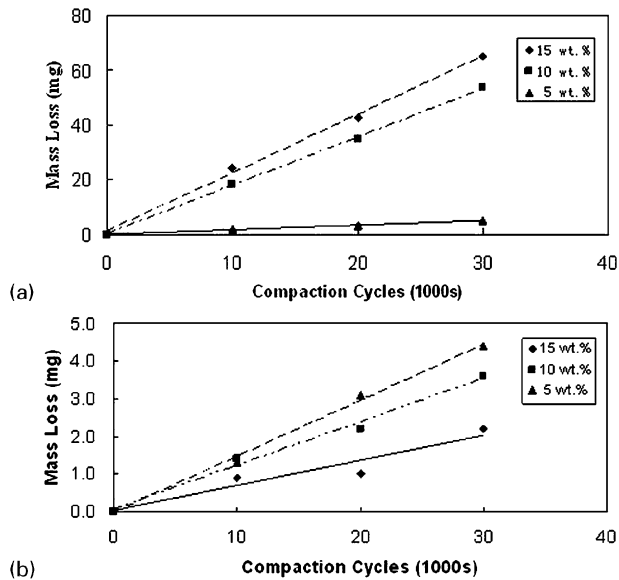 80
60
40
20
0
Mass Loss (mg)
15 wt.%
10 wt.%
5 wt.%
0 10 20 30 40
Compaction Cycles (1000s)
(a)
5.0
4.0
3.0
2.0
1.0
0.0
Mass Loss (mg)
15 wt.%
10 wt.%
5 wt.%
0 10 20 30 40
Compaction Cycles (1000s)
(b)